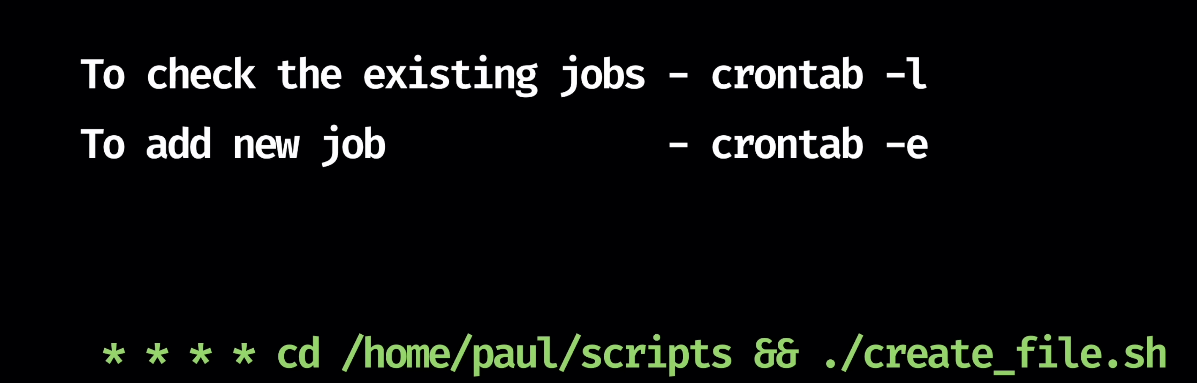 To check the existing jobs - crontab -l
To add new job - crontab -e
* * * * cd /home/paul/scripts && ./create_file.sh